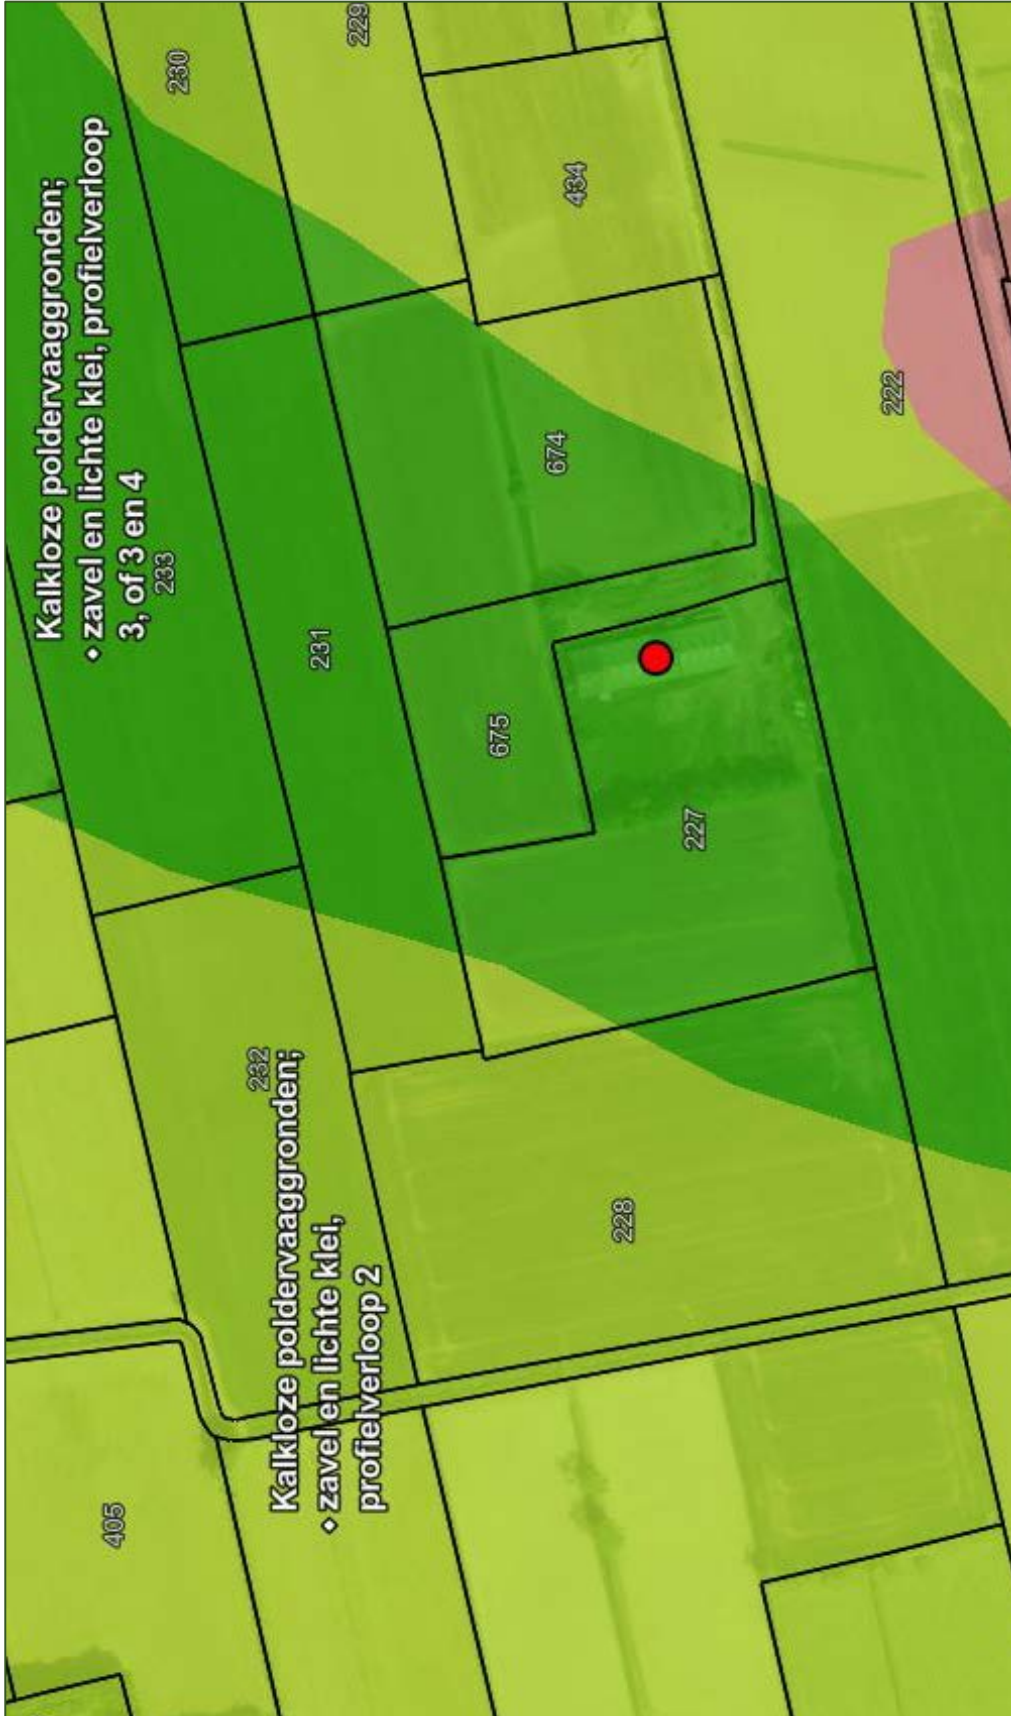 Kalkloze poldervaaggronden;
◆ zavel en lichte klei, profielverloop
3, of 3 en 4
405
233
230
232
Kalkloze poldervaaggronden;
◆ zavel en lichte klei,
profielverloop 2
231
229
675
674
434
228
227
222